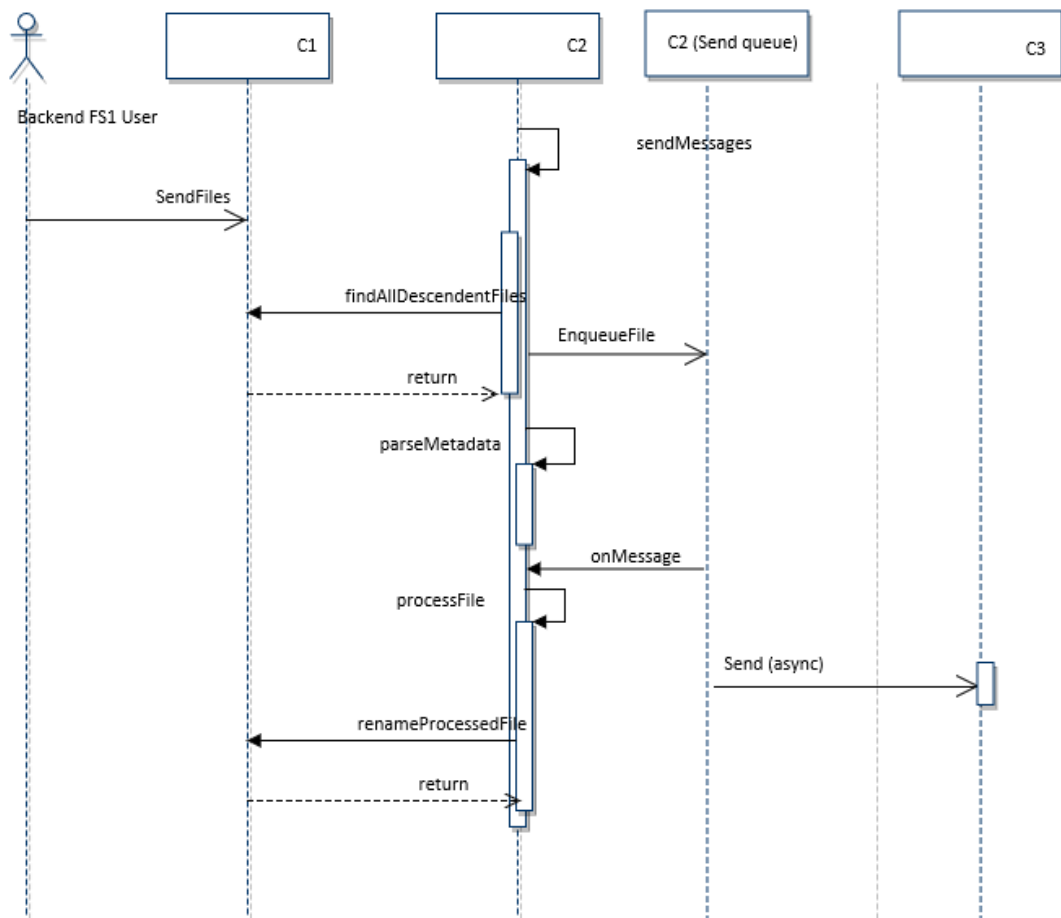 C1
C2
C2 (Send queue)
C3
Backend FS1 User
sendMessages
SendFiles
findAllDescendentFiles
EnqueueFile
return
parseMetadata
onMessage
processFile
Send (async)
renameProcessedFile
return